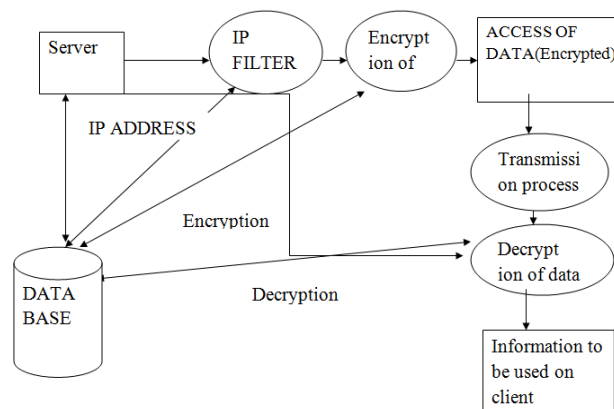 Server
IP
FILTER
Encrypt
ion of
ACCESS OF
DATA(Encrypted)
IP ADDRESS
Transmissi
on process
Encryption
Decrypt
ion of data
DATA
BASE
Decryption
Information to
be used on
client